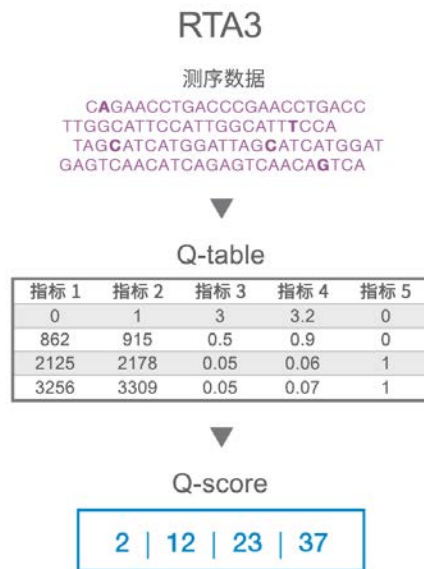 RTA3
测序数据
CAGAACCTGACCCGAACCTGACC
TTGGCATTCCATTGGCATTTCCA
TAGCATCATGGATTAGCATCATGGAT
GAGTCAACATCAGAGTCAACAGTCA
Q-table
指标 1 指标 2 指标 3 指标 4 指标 5
0 1 3 3.2 0
862 915 0.5 0.9 0
2125 2178 0.05 0.06 1
3256 3309 0.05 0.07 1
Q-score
2 | 12 | 23 | 37